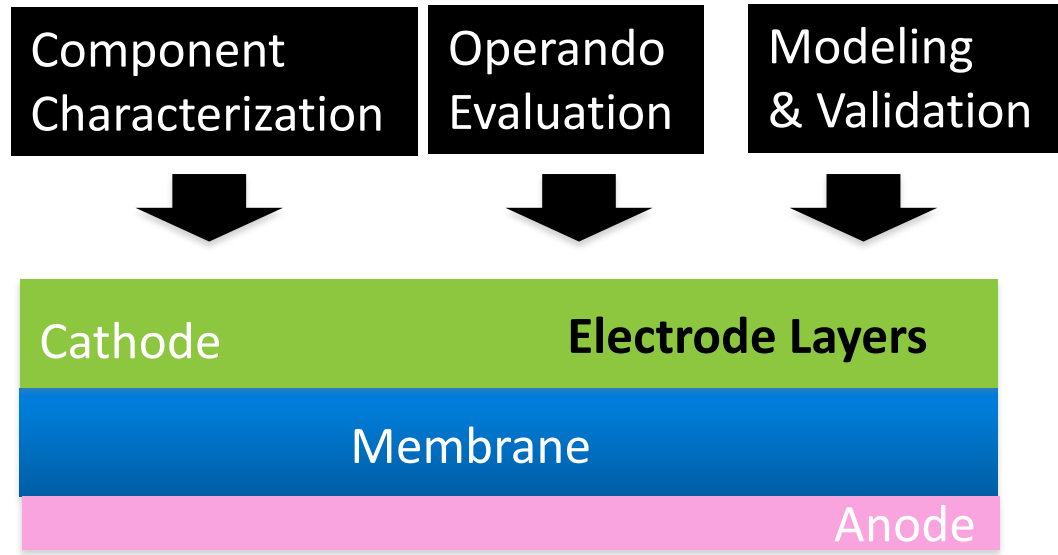 Component
Characterization
Operando
Evaluation
Modeling
& Validation
Cathode
Electrode Layers
Membrane
Anode